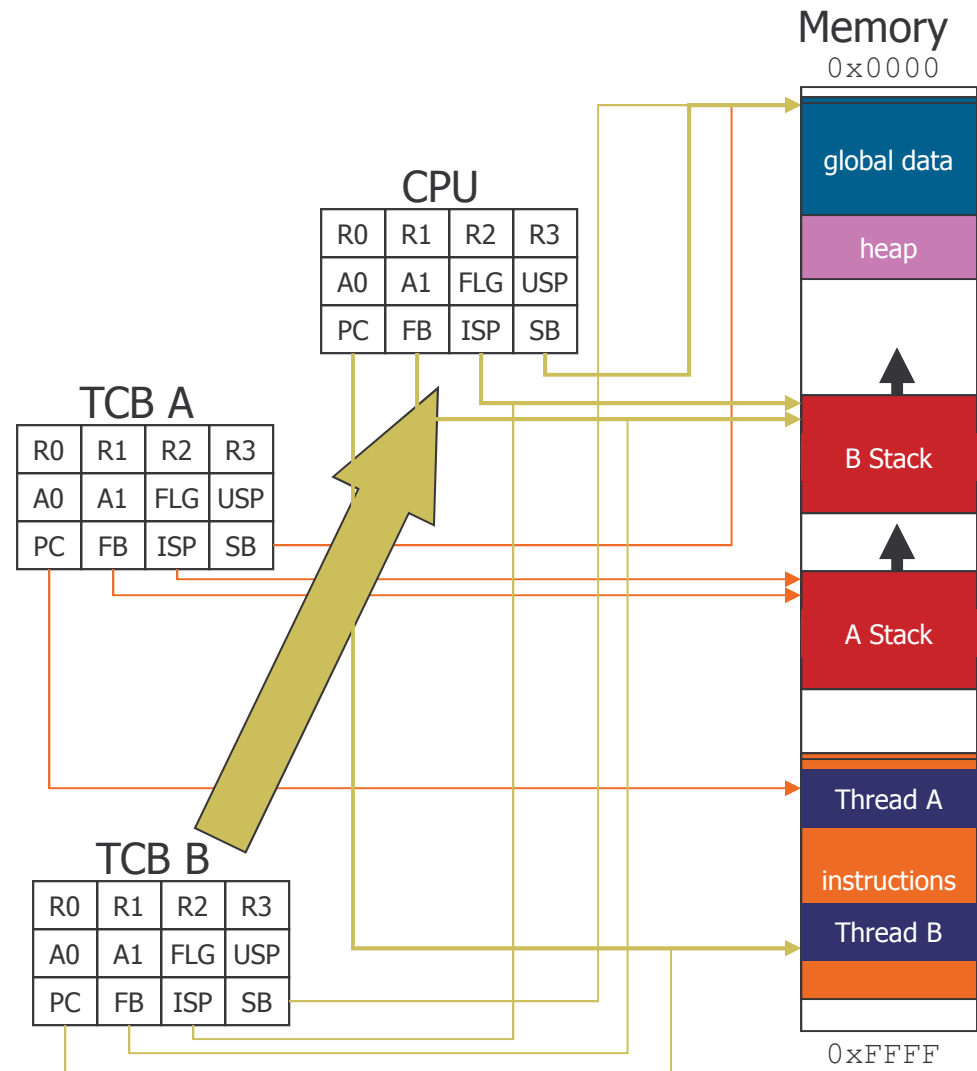 Memory
0x0000
global data
heap
CPU
R0 R1 R2 R3
A0 A1 FLG USP
PC FB ISP SB
TCB A
R0 R1 R2 R3
A0 A1 FLG USP
PC FB ISP SB
B Stack
A Stack
Thread A
TCB B
R0 R1 R2 R3
A0 A1 FLG USP
PC FB ISP SB
instructions
Thread B
0xFFFF